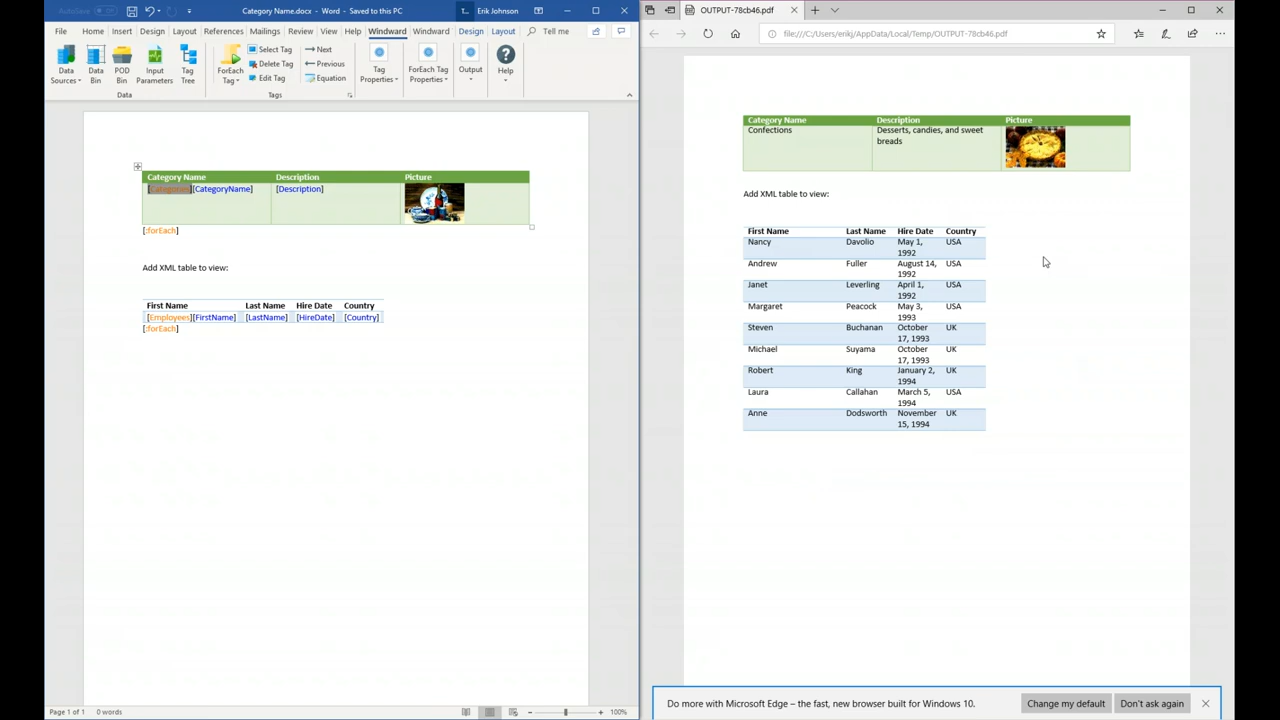 AutoSave Off
Category Name.docx - Word - Saved to this PC
Erik Johnson
File Home Insert Design Layout References Mailings Review View Help Windward Windward Design Layout Tell me
Data Sources
Data Bin
POD Bin
Input Parameters
Tag Tree
ForEach Tag
Select Tag
Delete Tag
Edit Tag
Next
Previous
Equation
Tag Properties
ForEach Tag Properties
Output
Help
Data
Tags
Category Name Description Picture
[Categories][CategoryName] [Description]
[:forEach]
Add XML table to view:
First Name Last Name Hire Date Country
[Employees][FirstName] [LastName] [HireDate] [Country]
[:forEach]
Page 1 of 1 0 words
100%
OUTPUT-78cb46.pdf
file:///C:/Users/erikj/AppData/Local/Temp/OUTPUT-78cb46.pdf
Category Name Description Picture
Confections Desserts, candies, and sweet
breads
Add XML table to view:
First Name Last Name Hire Date Country
Nancy Davolio May 1, USA
1992
Andrew Fuller August 14, USA
1992
Janet Leverling April 1, USA
1992
Margaret Peacock May 3, USA
1993
Steven Buchanan October UK
17, 1993
Michael Suyama October UK
17, 1993
Robert King January 2, UK
1994
Laura Callahan March 5, USA
1994
Anne Dodsworth November UK
15, 1994
Do more with Microsoft Edge – the fast, new browser built for Windows 10.
Change my default
Don't ask again